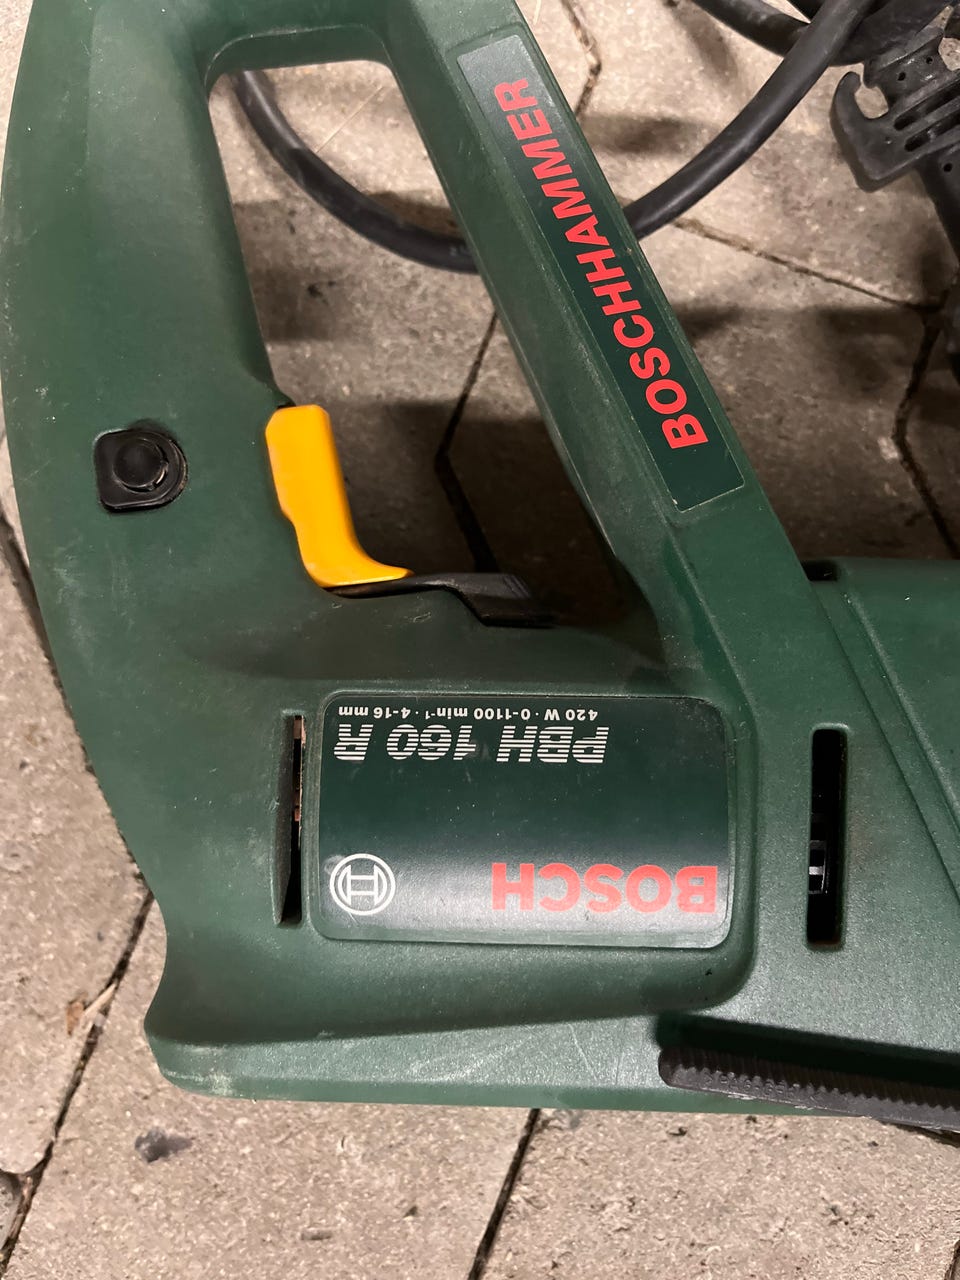 BOSCHHAMMER
BOSCH
PBH 160 R
420 W · 0-1100 min⁻¹ · 4-16 mm